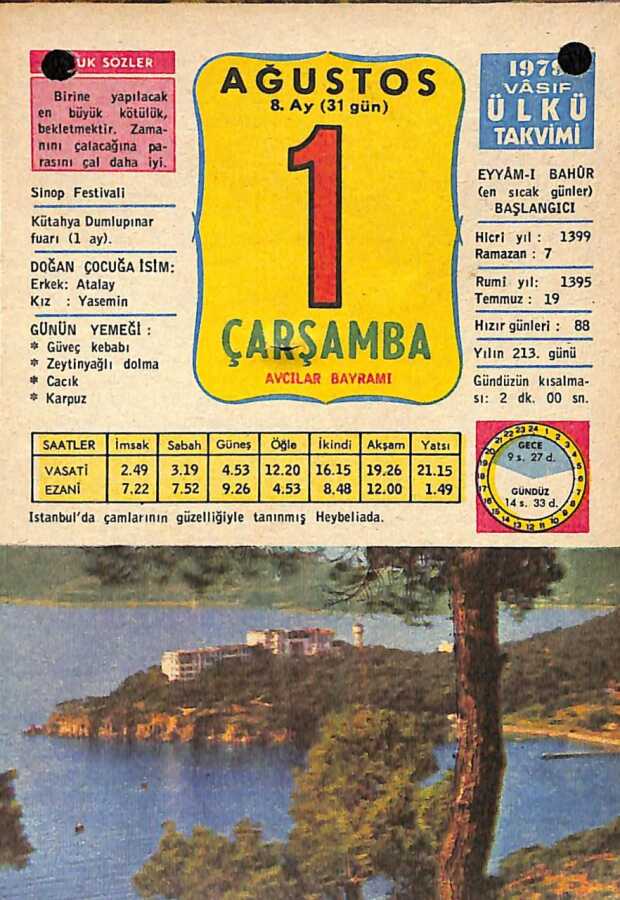 UK SÖZLER
Birine yapılacak
en büyük kötülük,
bekletmektir. Zama-
nını çalacağına pa-
rasını çal daha iyi.
Sinop Festivali
Kütahya Dumlupınar
fuarı (1 ay).
DOĞAN ÇOCUĞA İSİM:
Erkek: Atalay
Kız : Yasemin
GÜNÜN YEMEĞİ :
* Güveç kebabı
* Zeytinyağlı dolma
* Cacık
* Karpuz
AĞUSTOS
8. Ay (31 gün)
1
ÇARŞAMBA
AVCILAR BAYRAMI
197
VÂSIF
ÜLKÜ
TAKVİMİ
EYYÂM-I BAHÛR
(en sıcak günler)
BAŞLANGICI
Hicri yıl : 1399
Ramazan : 7
Rumi yıl: 1395
Temmuz : 19
Hızır günleri : 88
Yılın 213. günü
Gündüzün kısalma-
sı: 2 dk. 00 sn.
SAATLER İmsak Sabah Güneş Öğle İkindi Akşam Yatsı
VASATİ 2.49 3.19 4.53 12.20 16.15 19.26 21.15
EZANİ 7.22 7.52 9.26 4.53 8.48 12.00 1.49
GECE
9 s. 27 d.
GÜNDÜZ
14 s. 33 d.
İstanbul'da çamlarının güzelliğiyle tanınmış Heybeliada.